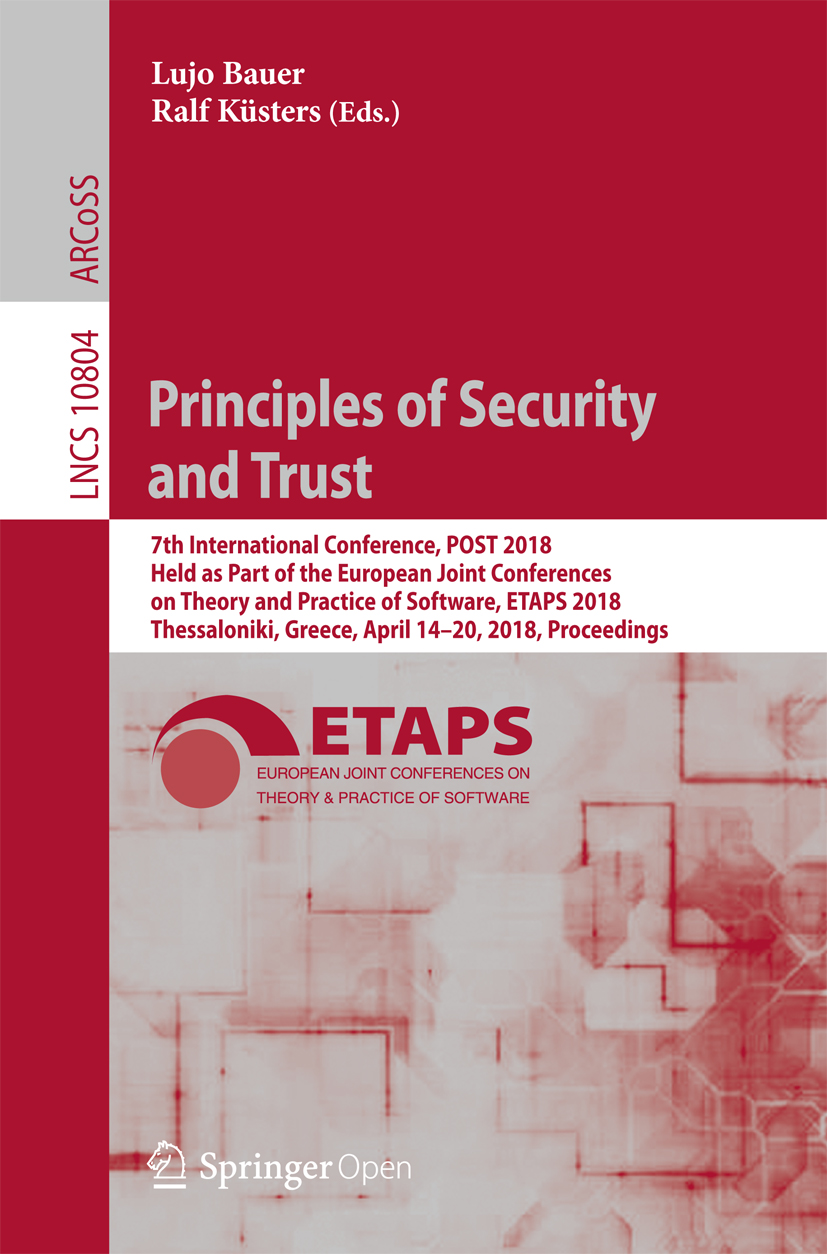 Lujo Bauer
Ralf Küsters (Eds.)
ARCoSS
LNCS 10804
Principles of Security
and Trust
7th International Conference, POST 2018
Held as Part of the European Joint Conferences
on Theory and Practice of Software, ETAPS 2018
Thessaloniki, Greece, April 14–20, 2018, Proceedings
ETAPS
EUROPEAN JOINT CONFERENCES ON
THEORY & PRACTICE OF SOFTWARE
Springer Open